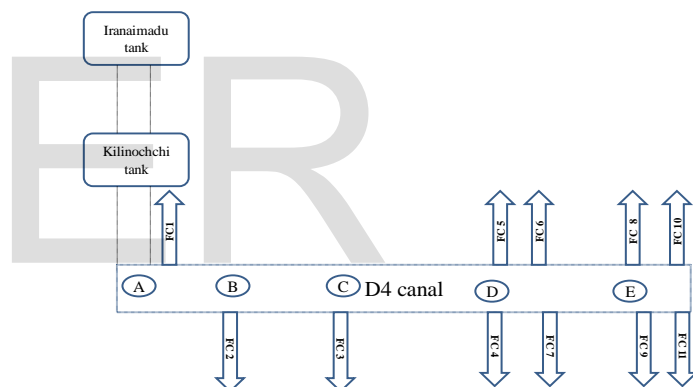 Iranaimadu
tank
ER
Kilinochchi
tank
FC1
FC 5
FC 6
FC 8
FC 10
A
B
C
D4 canal
D
E
FC 2
FC 3
FC 4
FC 7
FC 9
FC 11